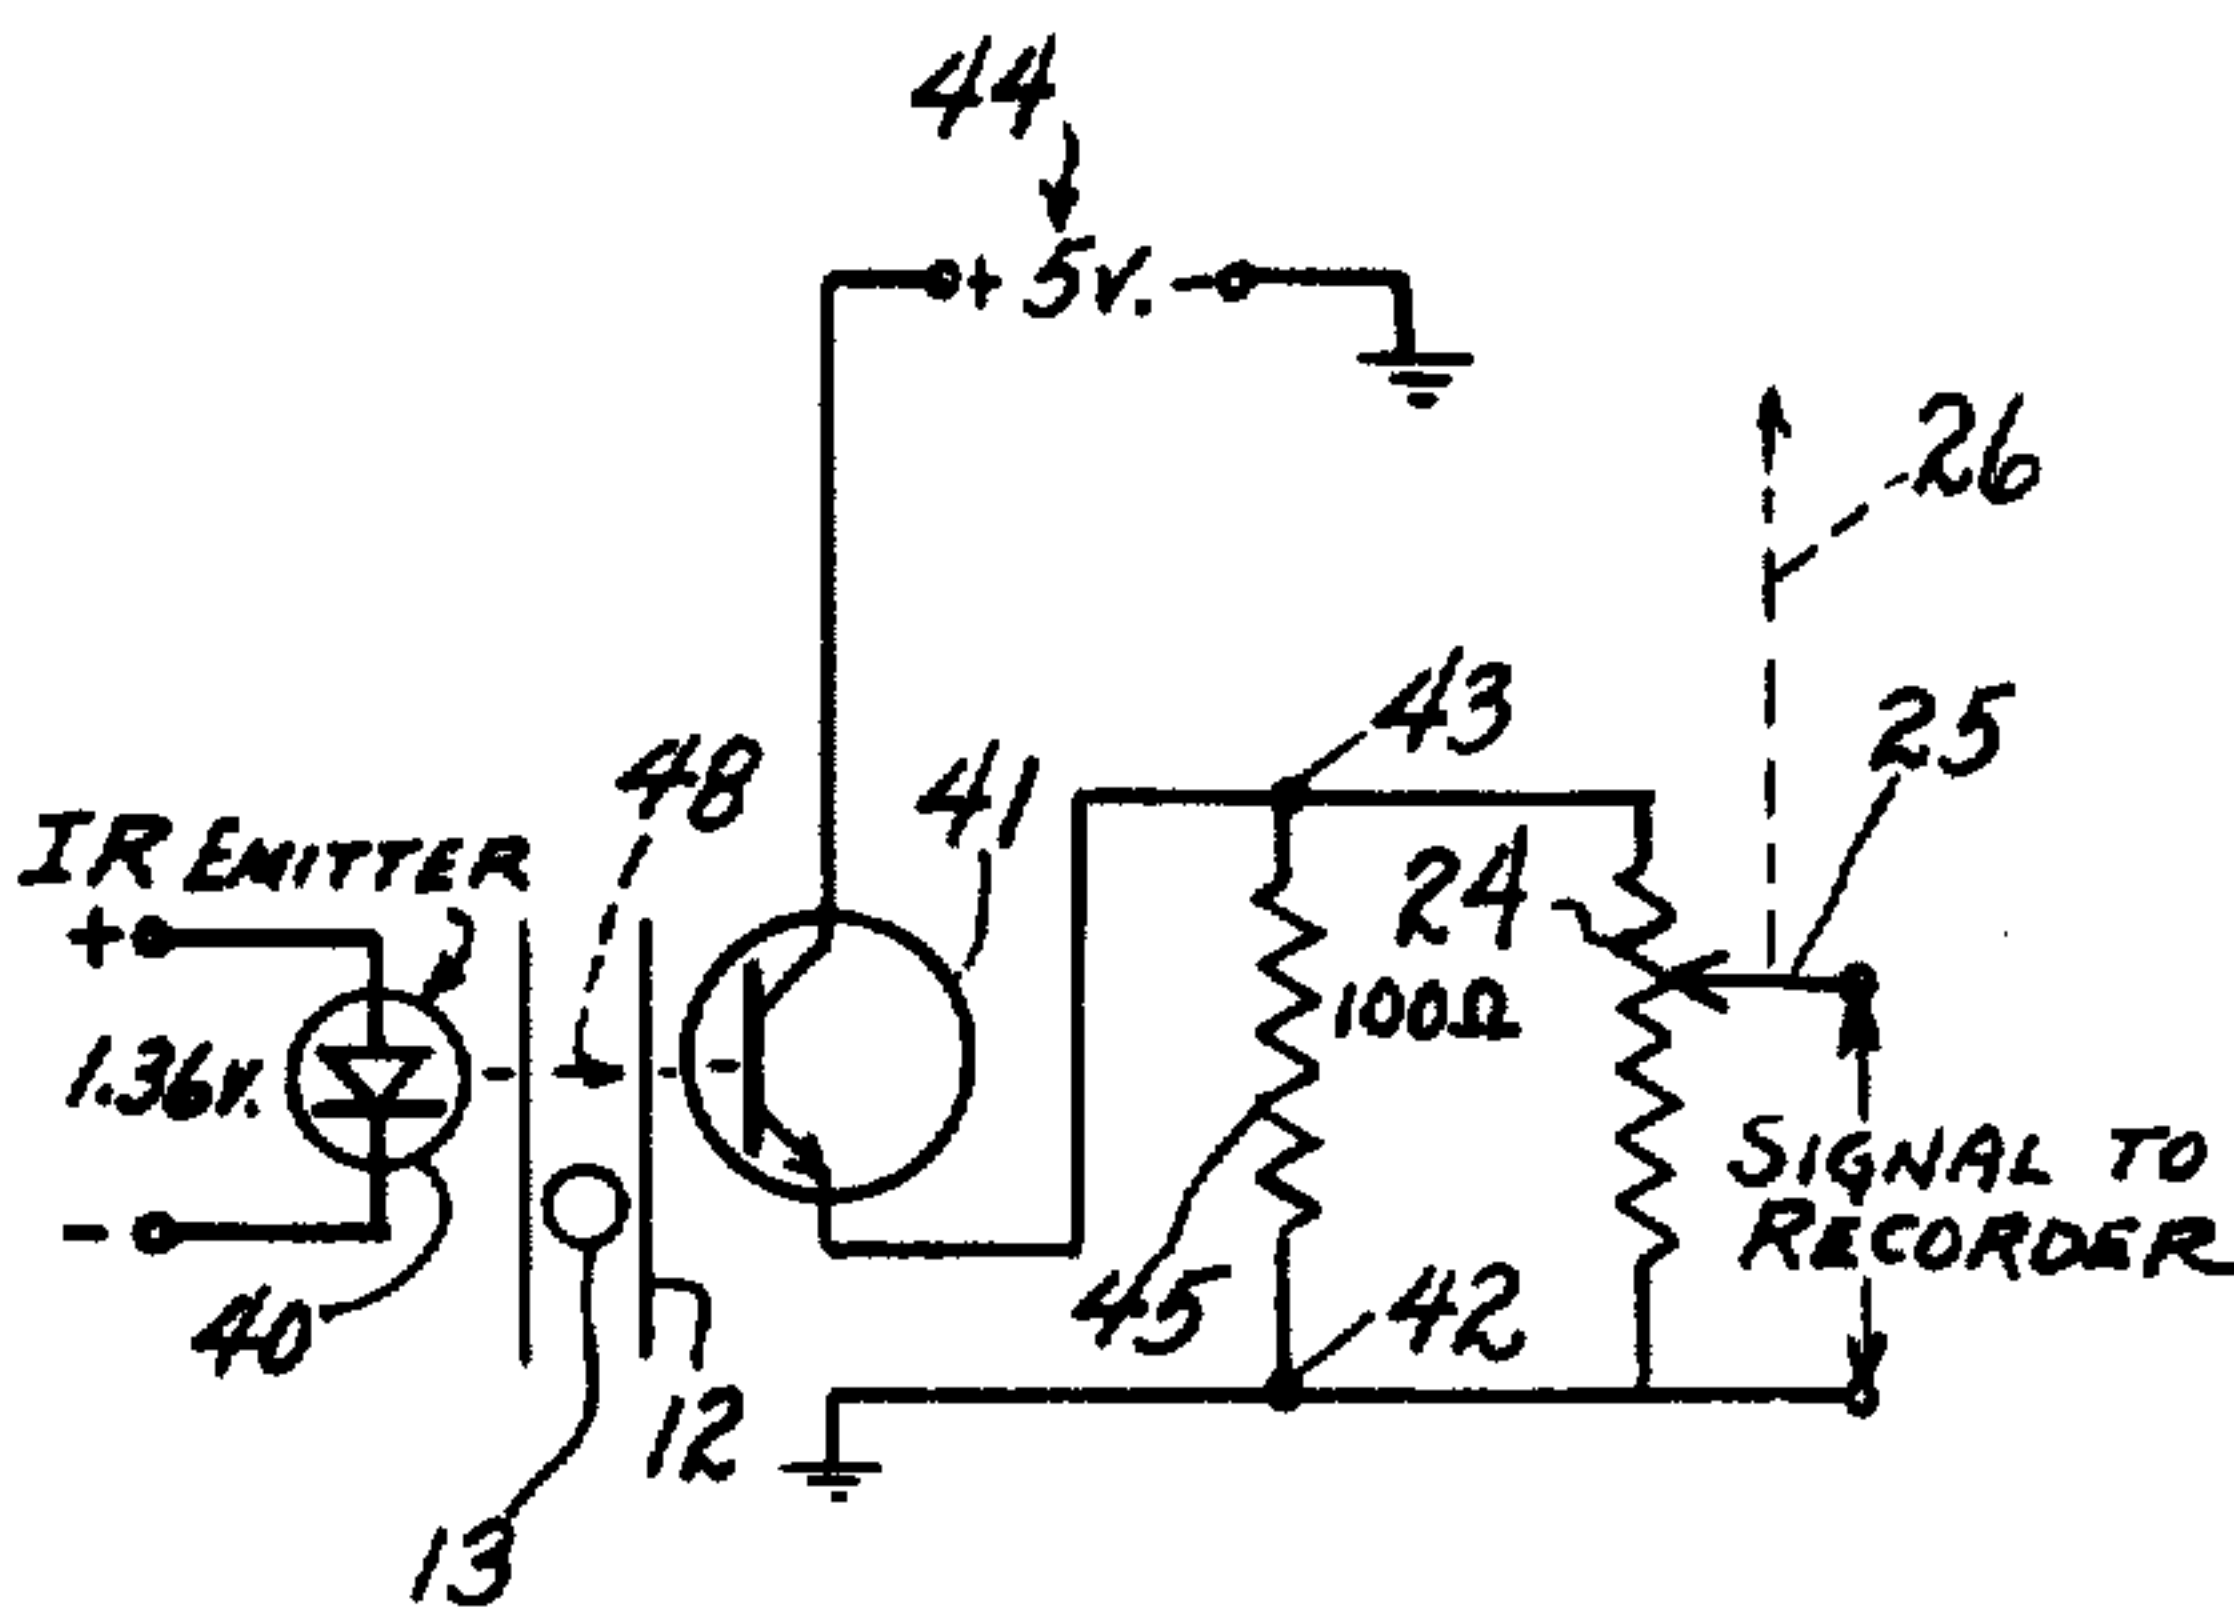 44
+ 5v. -
26
43
25
48
41
IR EMITTER
24
+
100Ω
1.36v.
SIGNAL TO
RECORDER
-
45
42
40
12
13